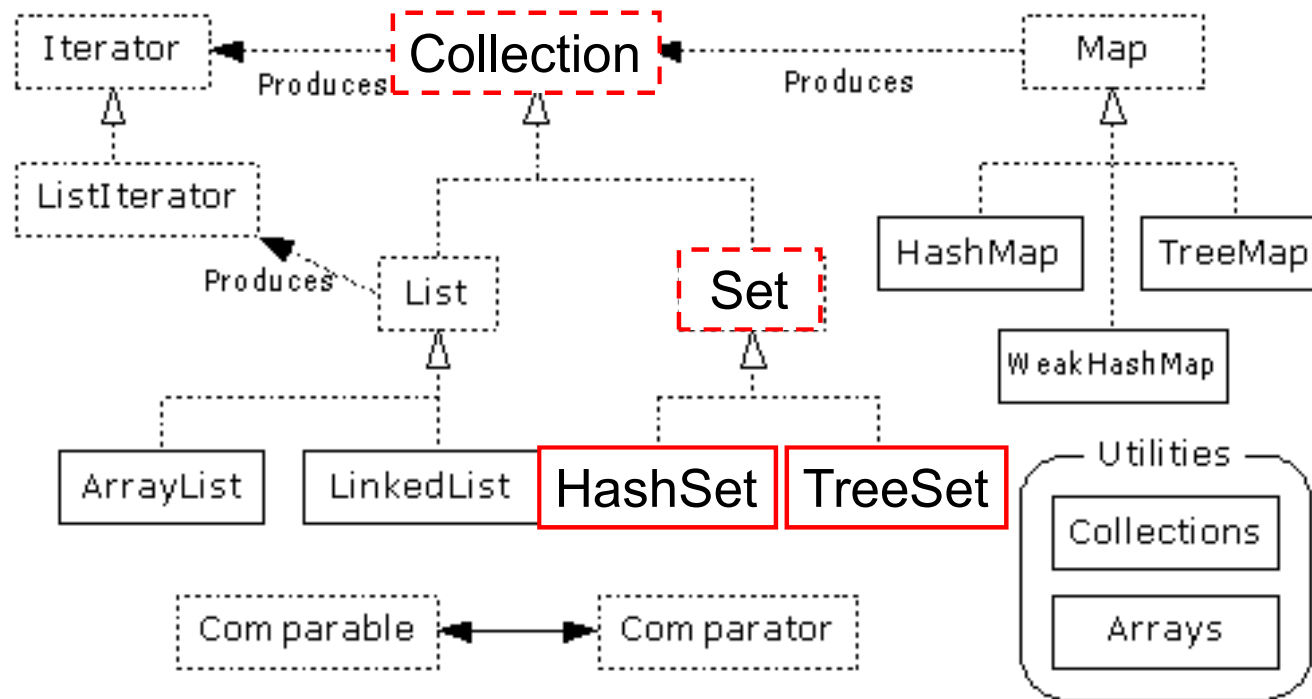 Iterator
Collection
Map
Produces
Produces
ListIterator
HashMap
TreeMap
Produces
List
Set
WeakHashMap
ArrayList
LinkedList
HashSet
TreeSet
Utilities
Collections
Comparable
Comparator
Arrays